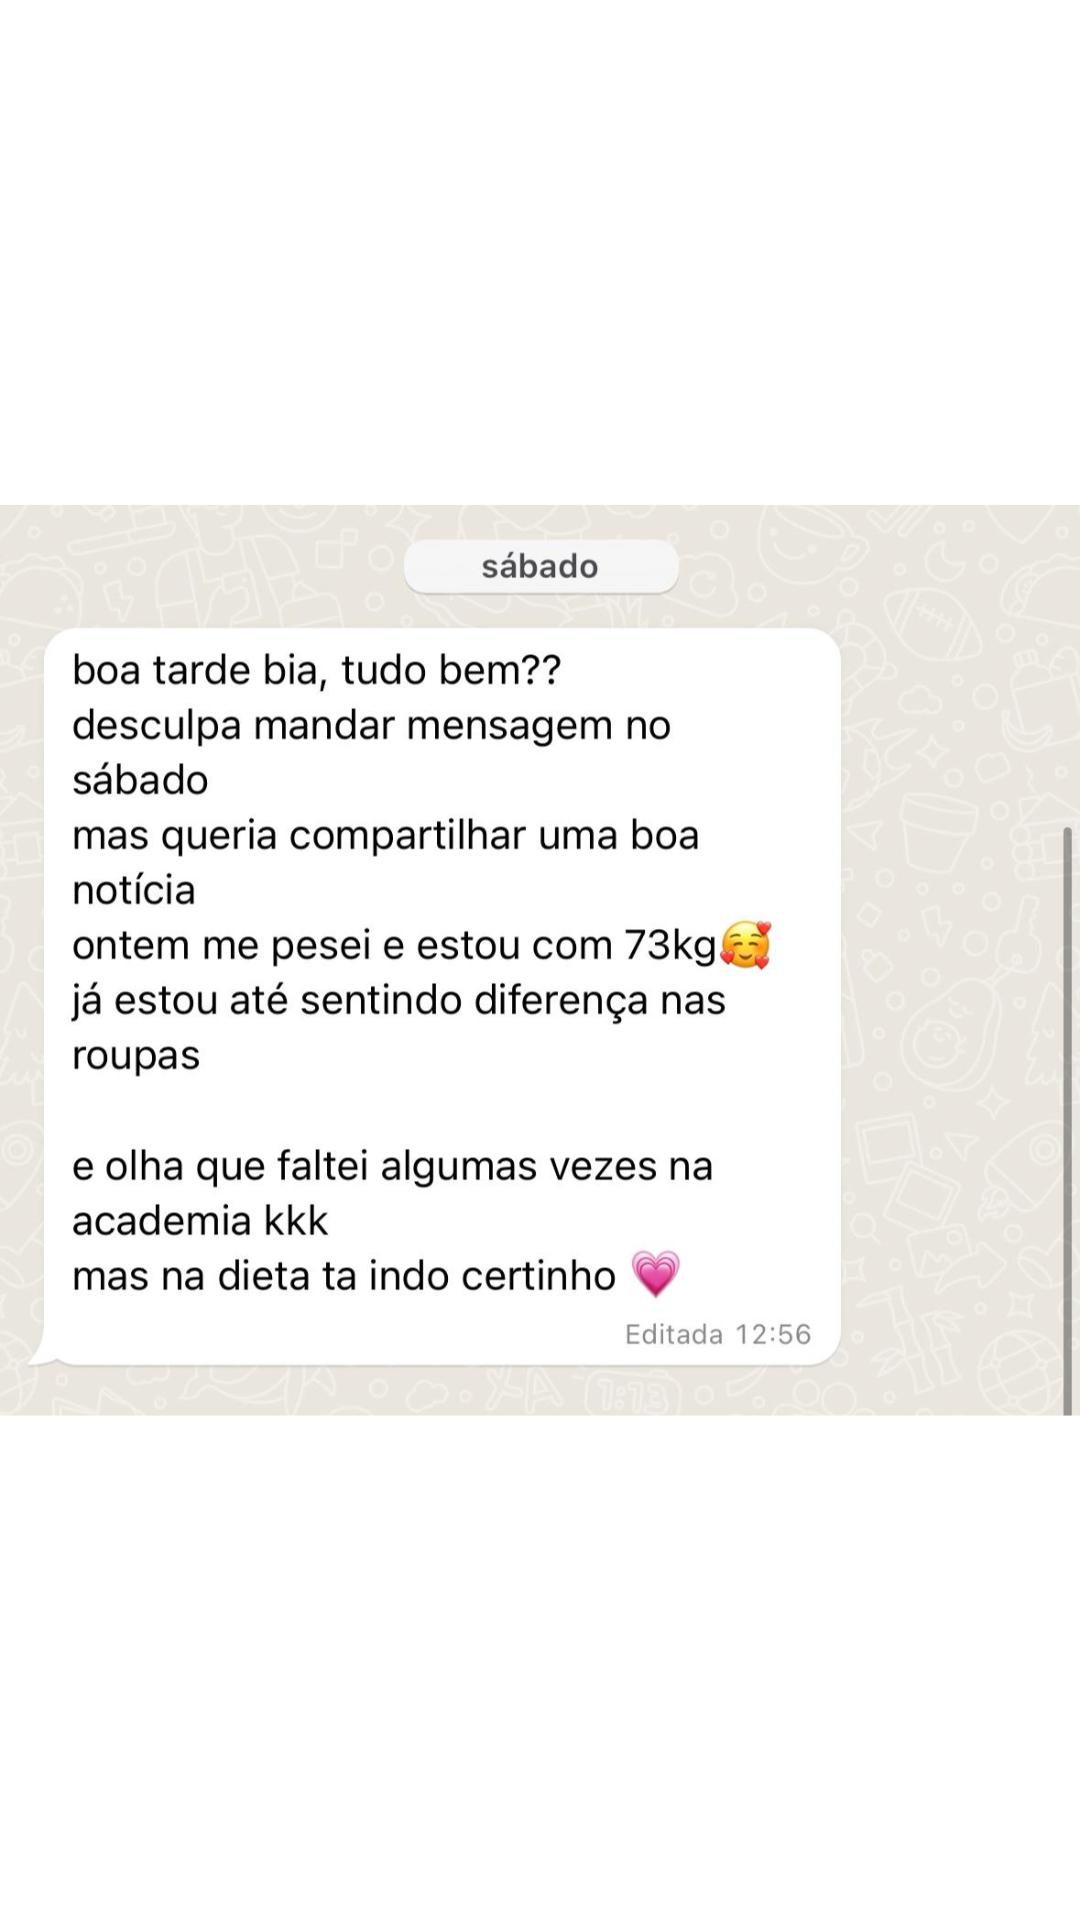 sábado
boa tarde bia, tudo bem??
desculpa mandar mensagem no
sábado
mas queria compartilhar uma boa
notícia
ontem me pesei e estou com 73kg🥰
já estou até sentindo diferença nas
roupas
e olha que faltei algumas vezes na
academia kkk
mas na dieta ta indo certinho 💗
Editada 12:56